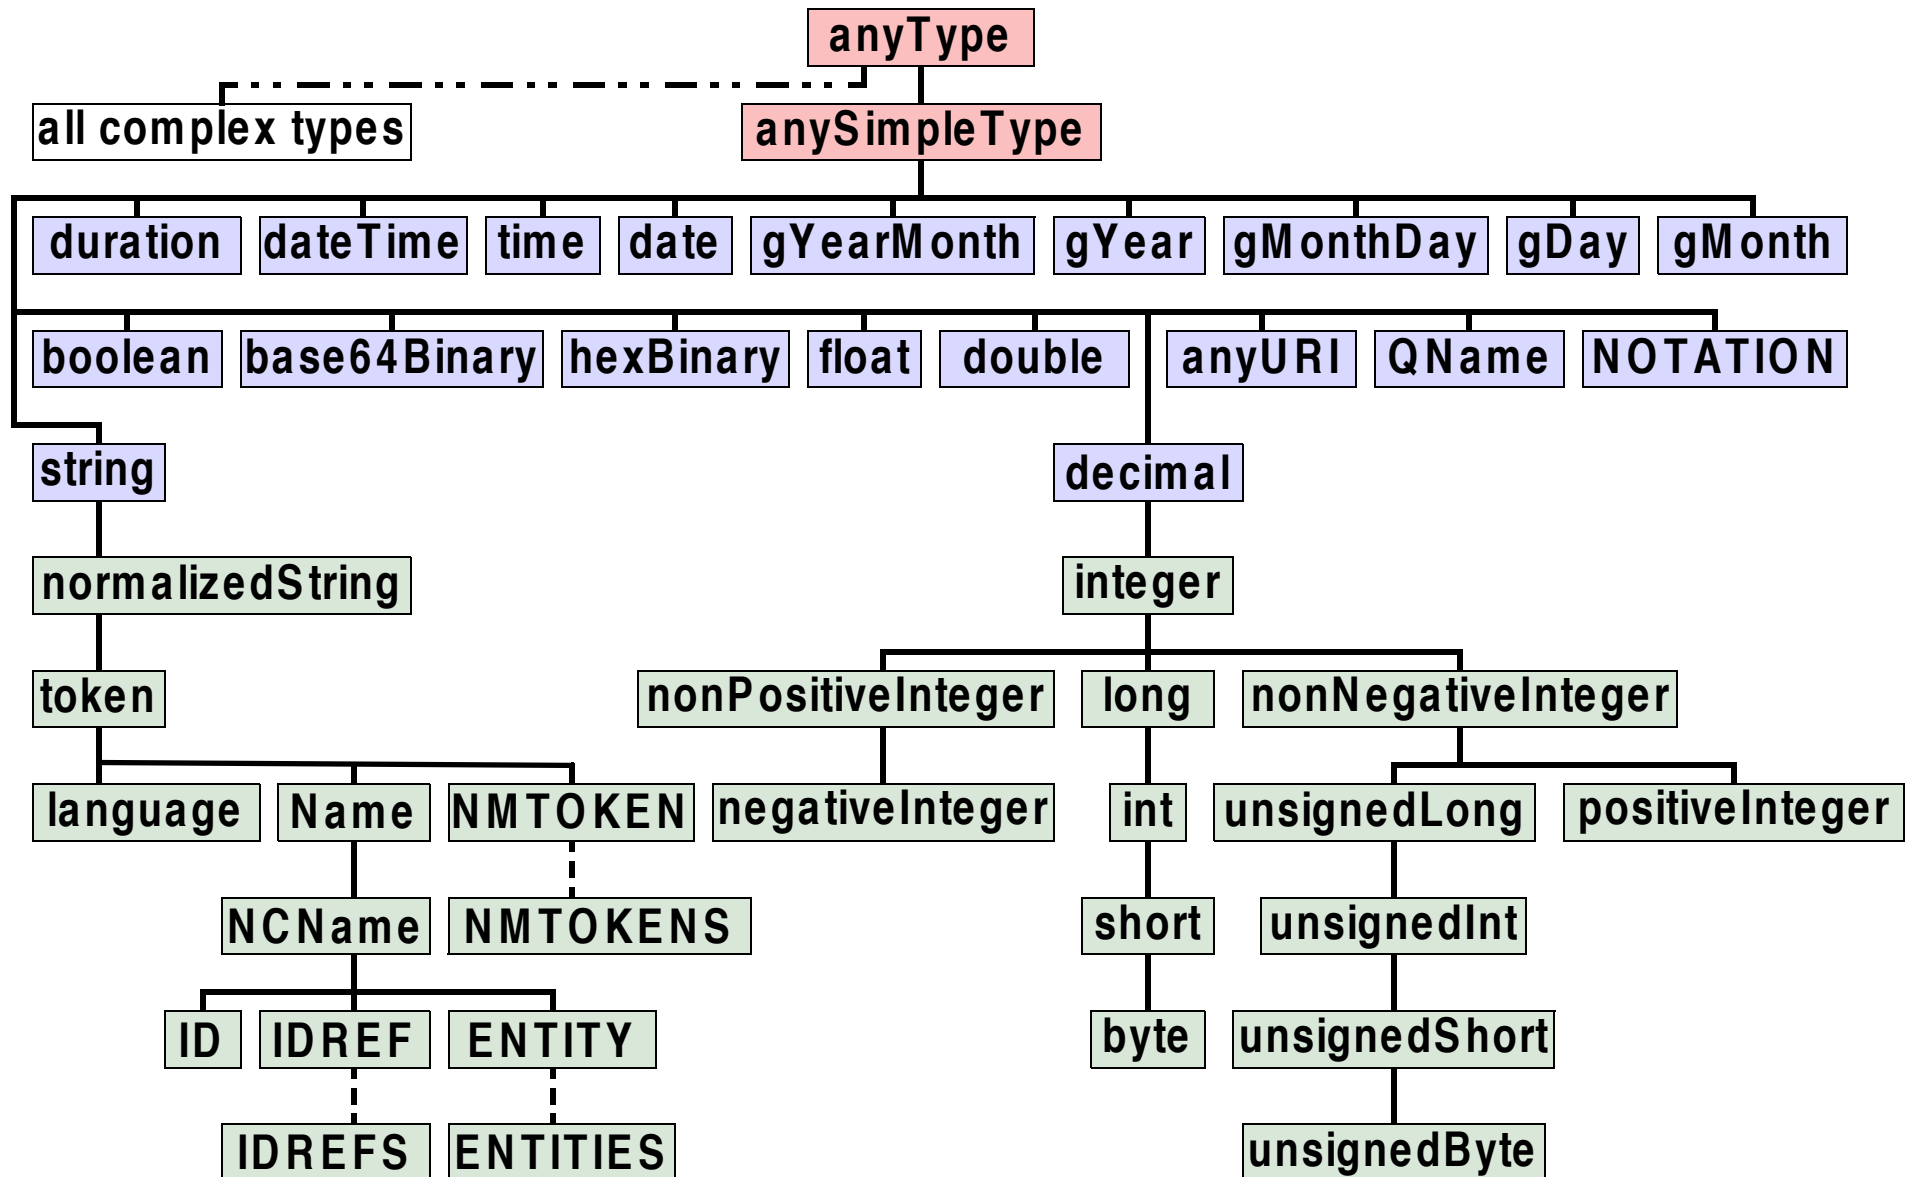 anyType
all complex types anySimpleType
duration dateTime time date gYearMonth gYear gMonthDay gDay gMonth
boolean base64Binary hexBinary float double anyURI QName NOTATION
string decimal
normalizedString integer
token nonPositiveInteger long nonNegativeInteger
language Name NMTOKEN negativeInteger int unsignedLong positiveInteger
NCName NMTOKENS short unsignedInt
ID IDREF ENTITY byte unsignedShort
IDREFS ENTITIES unsignedByte